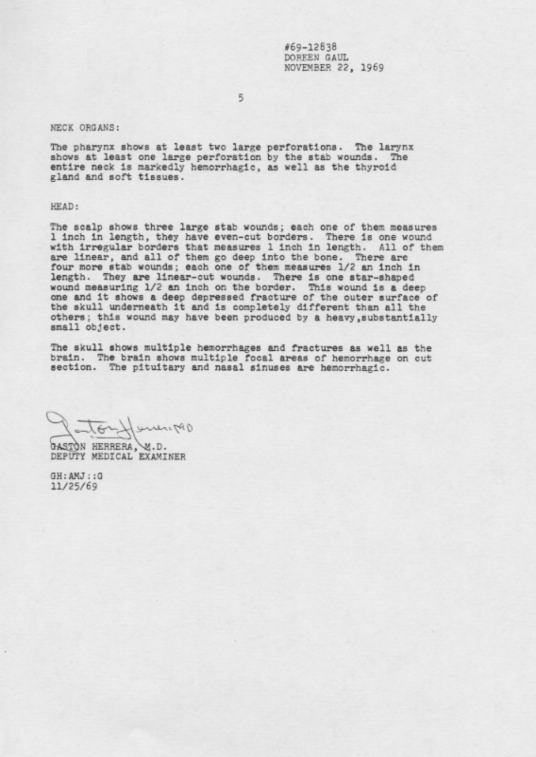 #69-12838
DOREEN GAUL
NOVEMBER 22, 1969
5
NECK ORGANS:
The pharynx shows at least two large perforations. The larynx
shows at least one large perforation by the stab wounds. The
entire neck is markedly hemorrhagic, as well as the thyroid
gland and soft tissues.
HEAD:
The scalp shows three large stab wounds; each one of them measures
1 inch in length, they have even-cut borders. There is one wound
with irregular borders that measures 1 inch in length. All of them
are linear, and all of them go deep into the bone. There are
four more stab wounds; each one of them measures 1/2 an inch in
length. They are linear-cut wounds. There is one star-shaped
wound measuring 1/2 an inch on the border. This wound is a deep
one and it shows a deep depressed fracture of the outer surface of
the skull underneath it and is completely different than all the
others; this wound may have been produced by a heavy,substantially
small object.
The skull shows multiple hemorrhages and fractures as well as the
brain. The brain shows multiple focal areas of hemorrhage on cut
section. The pituitary and nasal sinuses are hemorrhagic.
Gaston Herrera MD
GASTON HERRERA, M.D.
DEPUTY MEDICAL EXAMINER
GH:AMJ::G
11/25/69